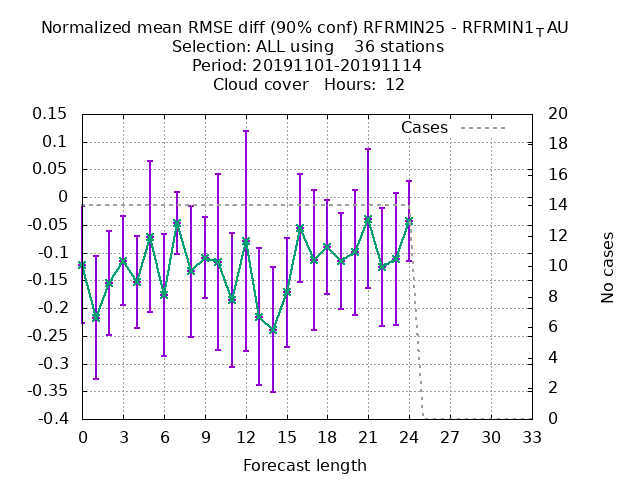 Normalized mean RMSE diff (90% conf) RFRMIN25 - RFRMIN1TAU
Selection: ALL using 36 stations
Period: 20191101-20191114
Cloud cover Hours: 12
Cases
0.15
0.1
0.05
0
-0.05
-0.1
-0.15
-0.2
-0.25
-0.3
-0.35
-0.4
20
18
16
14
12
10
8
6
4
2
0
No cases
0 3 6 9 12 15 18 21 24 27 30 33
Forecast length